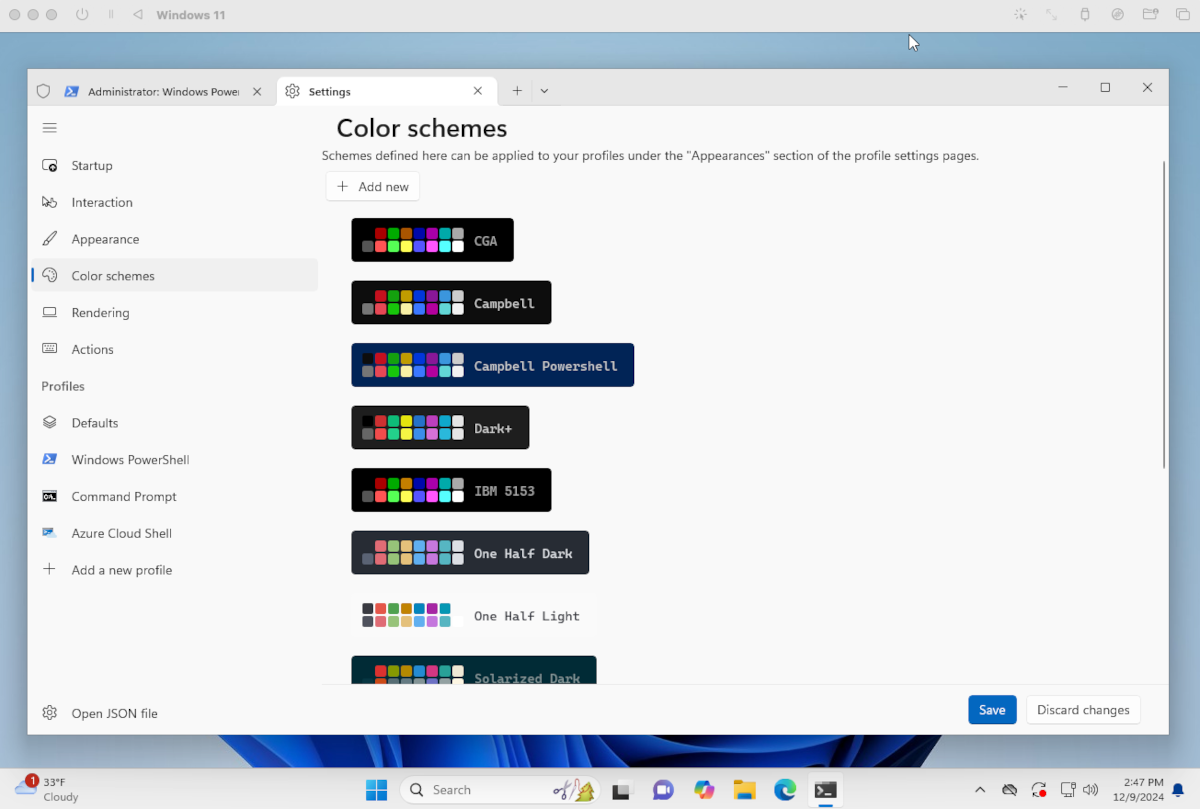 Windows 11
Administrator: Windows Power
Settings
Color schemes
Schemes defined here can be applied to your profiles under the "Appearances" section of the profile settings pages.
Add new
Startup
Interaction
Appearance
Color schemes
Rendering
Actions
Profiles
Defaults
Windows PowerShell
Command Prompt
Azure Cloud Shell
Add a new profile
Open JSON file
CGA
Campbell
Campbell Powershell
Dark+
IBM 5153
One Half Dark
One Half Light
Solarized Dark
Save
Discard changes
1
33°F
Cloudy
Search
2:47 PM
12/9/2024